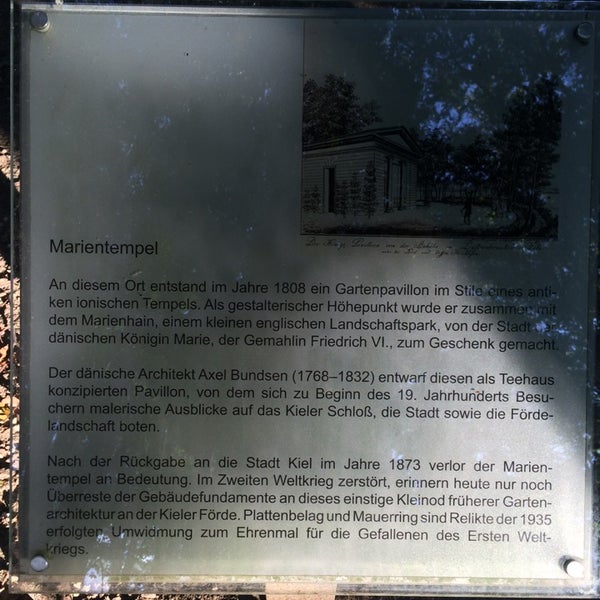 Marientempel
An diesem Ort entstand im Jahre 1808 ein Gartenpavillon im Stile eines anti-
ken ionischen Tempels. Als gestalterischer Höhepunkt wurde er zusammen mit
dem Marienhain, einem kleinen englischen Landschaftspark, von der Stadt der
dänischen Königin Marie, der Gemahlin Friedrich VI., zum Geschenk gemacht.
Der dänische Architekt Axel Bundsen (1768–1832) entwarf diesen als Teehaus
konzipierten Pavillon, von dem sich zu Beginn des 19. Jahrhunderts Besu-
chern malerische Ausblicke auf das Kieler Schloß, die Stadt sowie die Förde-
landschaft boten.
Nach der Rückgabe an die Stadt Kiel im Jahre 1873 verlor der Marien-
tempel an Bedeutung. Im Zweiten Weltkrieg zerstört, erinnern heute nur noch
Überreste der Gebäudefundamente an dieses einstige Kleinod früherer Garten-
architektur an der Kieler Förde. Plattenbelag und Mauerring sind Relikte der 1935
erfolgten Umwidmung zum Ehrenmal für die Gefallenen des Ersten Welt-
kriegs.